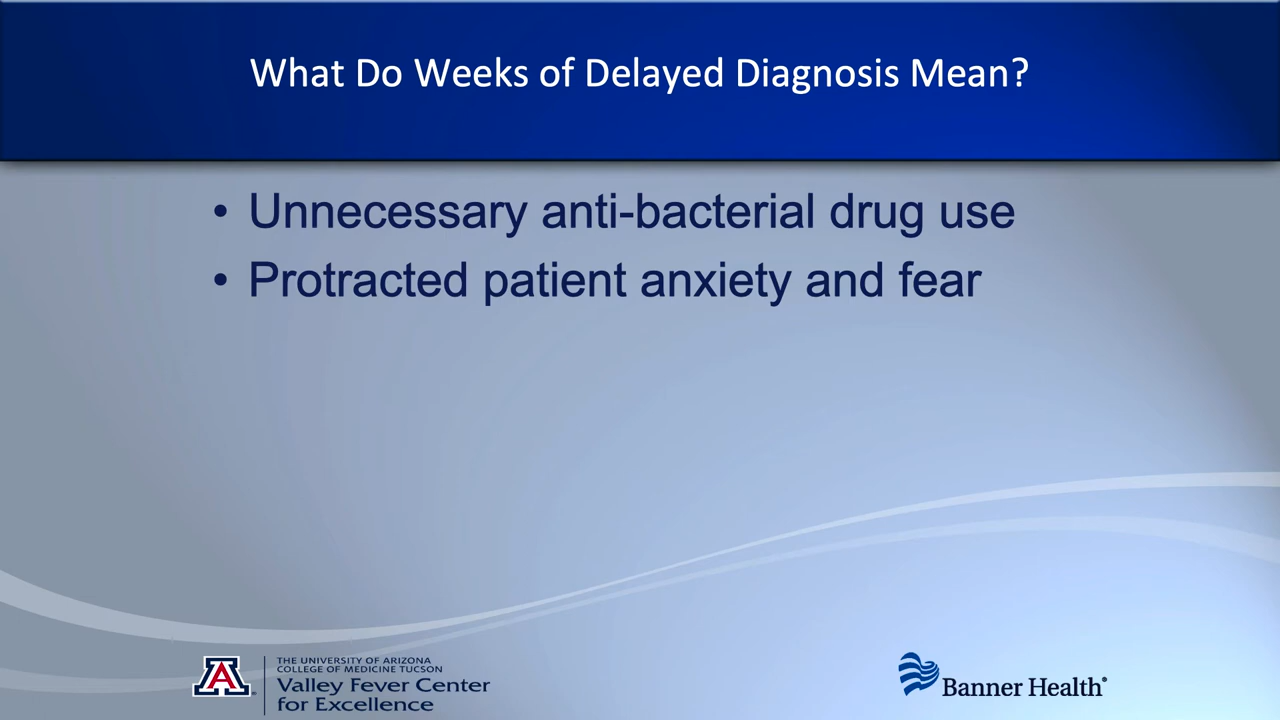 What Do Weeks of Delayed Diagnosis Mean?
• Unnecessary anti-bacterial drug use
• Protracted patient anxiety and fear
A
THE UNIVERSITY OF ARIZONA
COLLEGE OF MEDICINE TUCSON
Valley Fever Center
for Excellence
Banner Health®